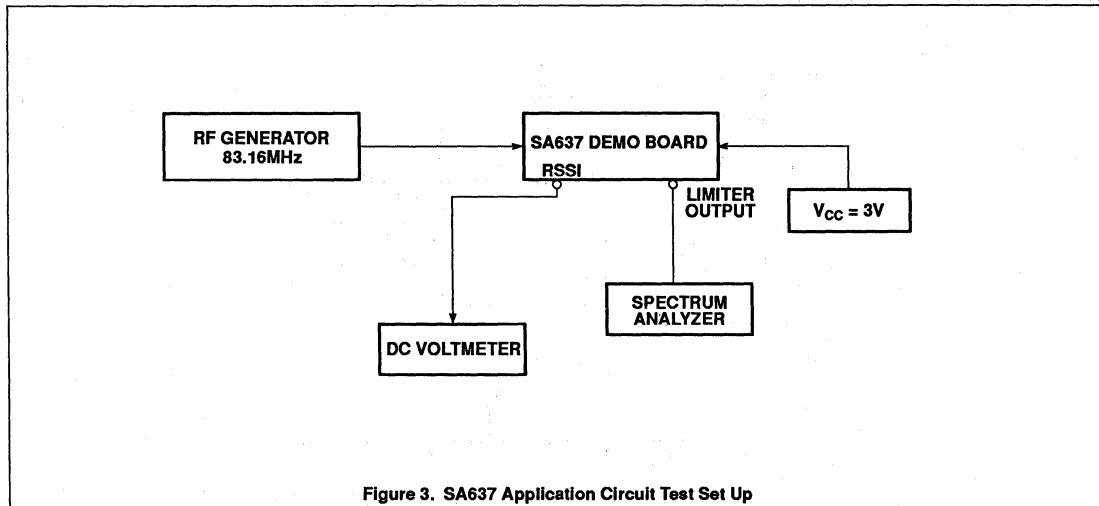 RF GENERATOR
83.16MHz
SA637 DEMO BOARD
RSSI
LIMITER
OUTPUT
VCC = 3V
SPECTRUM
ANALYZER
DC VOLTMETER
Figure 3. SA637 Application Circuit Test Set Up